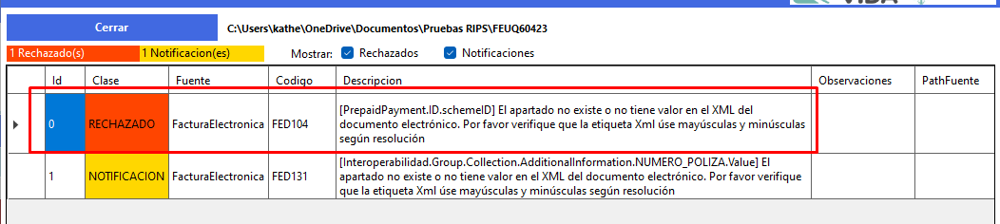 VIDA
Cerrar
C:\Users\kathe\OneDrive\Documentos\Pruebas RIPS\FEUQ60423
1 Rechazado(s)
1 Notificacion(es)
Mostrar:
Rechazados
Notificaciones
Id
Clase
Fuente
Codigo
Descripcion
Observaciones
PathFuente
0
RECHAZADO
FacturaElectronica
FED104
[PrepaidPayment.ID.schemeID] El apartado no existe o no tiene valor en el XML del
documento electrónico. Por favor verifique que la etiqueta Xml úse mayúsculas y minúsculas
según resolución
1
NOTIFICACION
FacturaElectronica
FED131
[Interoperabilidad.Group.Collection.AdditionalInformation.NUMERO_POLIZA.Value] El
apartado no existe o no tiene valor en el XML del documento electrónico. Por favor verifique
que la etiqueta Xml úse mayúsculas y minúsculas según resolución